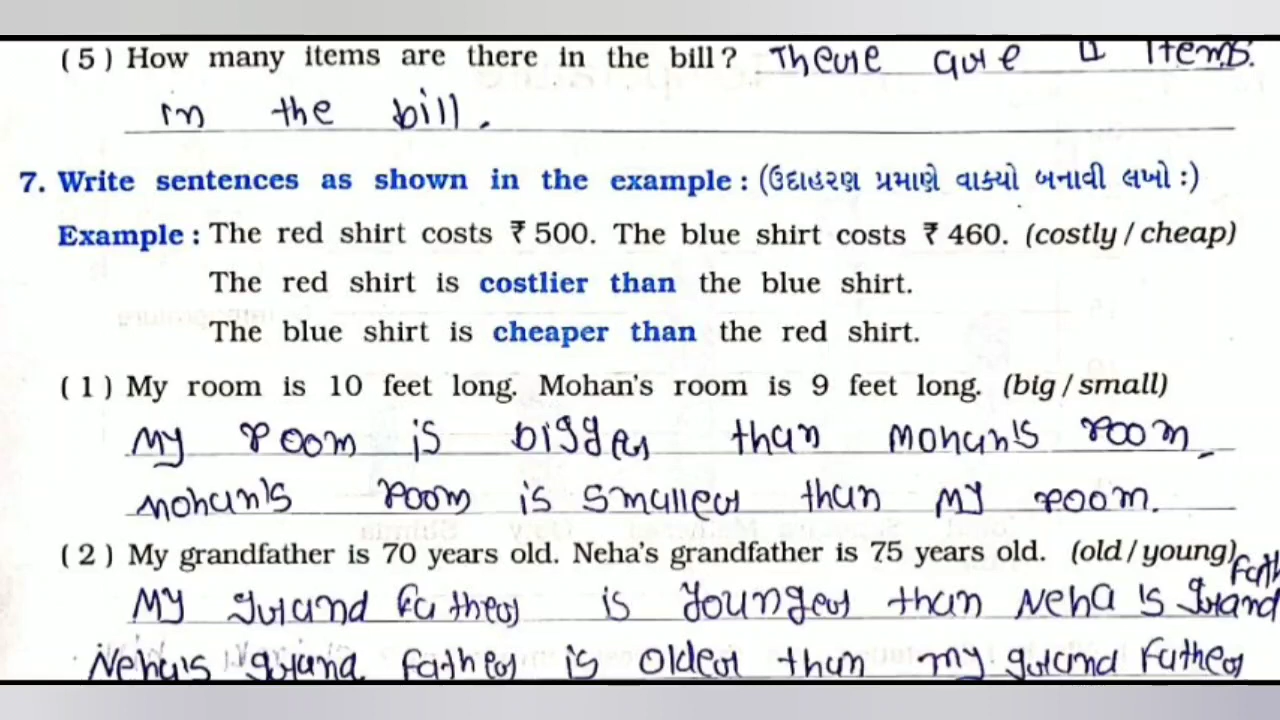 (5) How many items are there in the bill? There are 4 items.
in the bill.
7. Write sentences as shown in the example: (ઉદાહરણ પ્રમાણે વાક્યો બનાવી લખો :)
Example: The red shirt costs ₹ 500. The blue shirt costs ₹ 460. (costly / cheap)
The red shirt is costlier than the blue shirt.
The blue shirt is cheaper than the red shirt.
(1) My room is 10 feet long. Mohan's room is 9 feet long. (big / small)
My room is bigger than Mohan's room.
Mohan's room is smaller than my room.
(2) My grandfather is 70 years old. Neha's grandfather is 75 years old. (old / young)
My grand father is younger than Neha's grand fath
Neha's grand father is older than my grand father